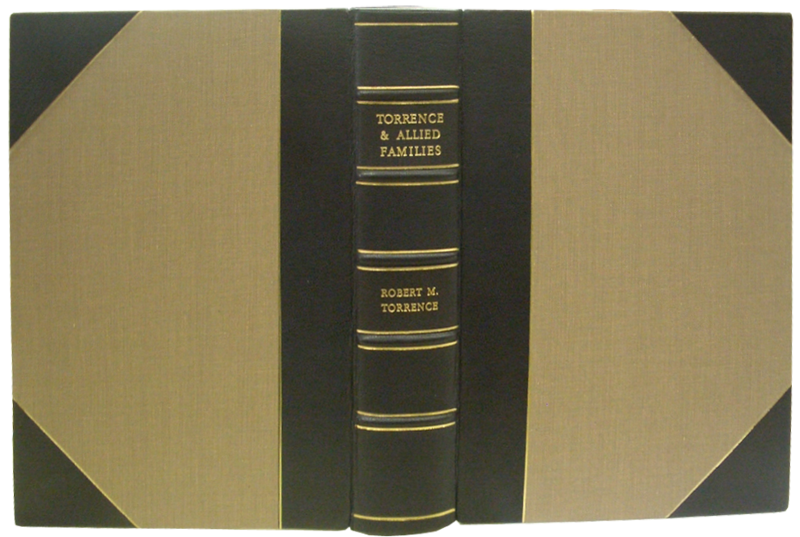 TORRENCE
& ALLIED
FAMILIES
ROBERT M.
TORRENCE